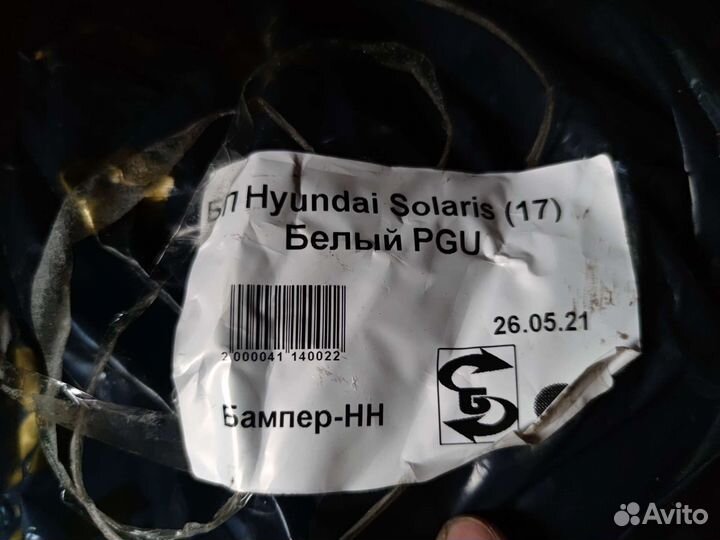 БП Hyundai Solaris (17)
Белый PGU
26.05.21
2 000041 140022
Бампер-НН
Avito